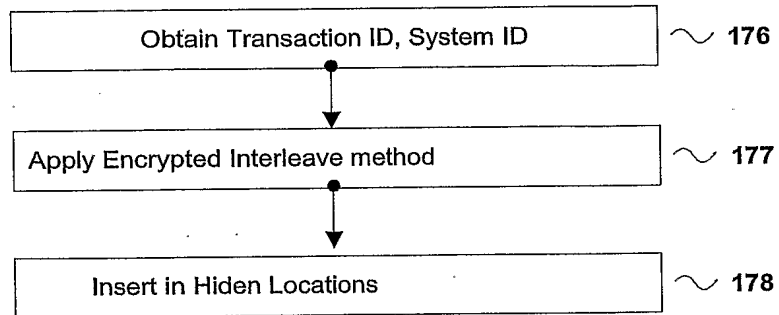 Obtain Transaction ID, System ID 176
Apply Encrypted Interleave method 177
Insert in Hiden Locations 178